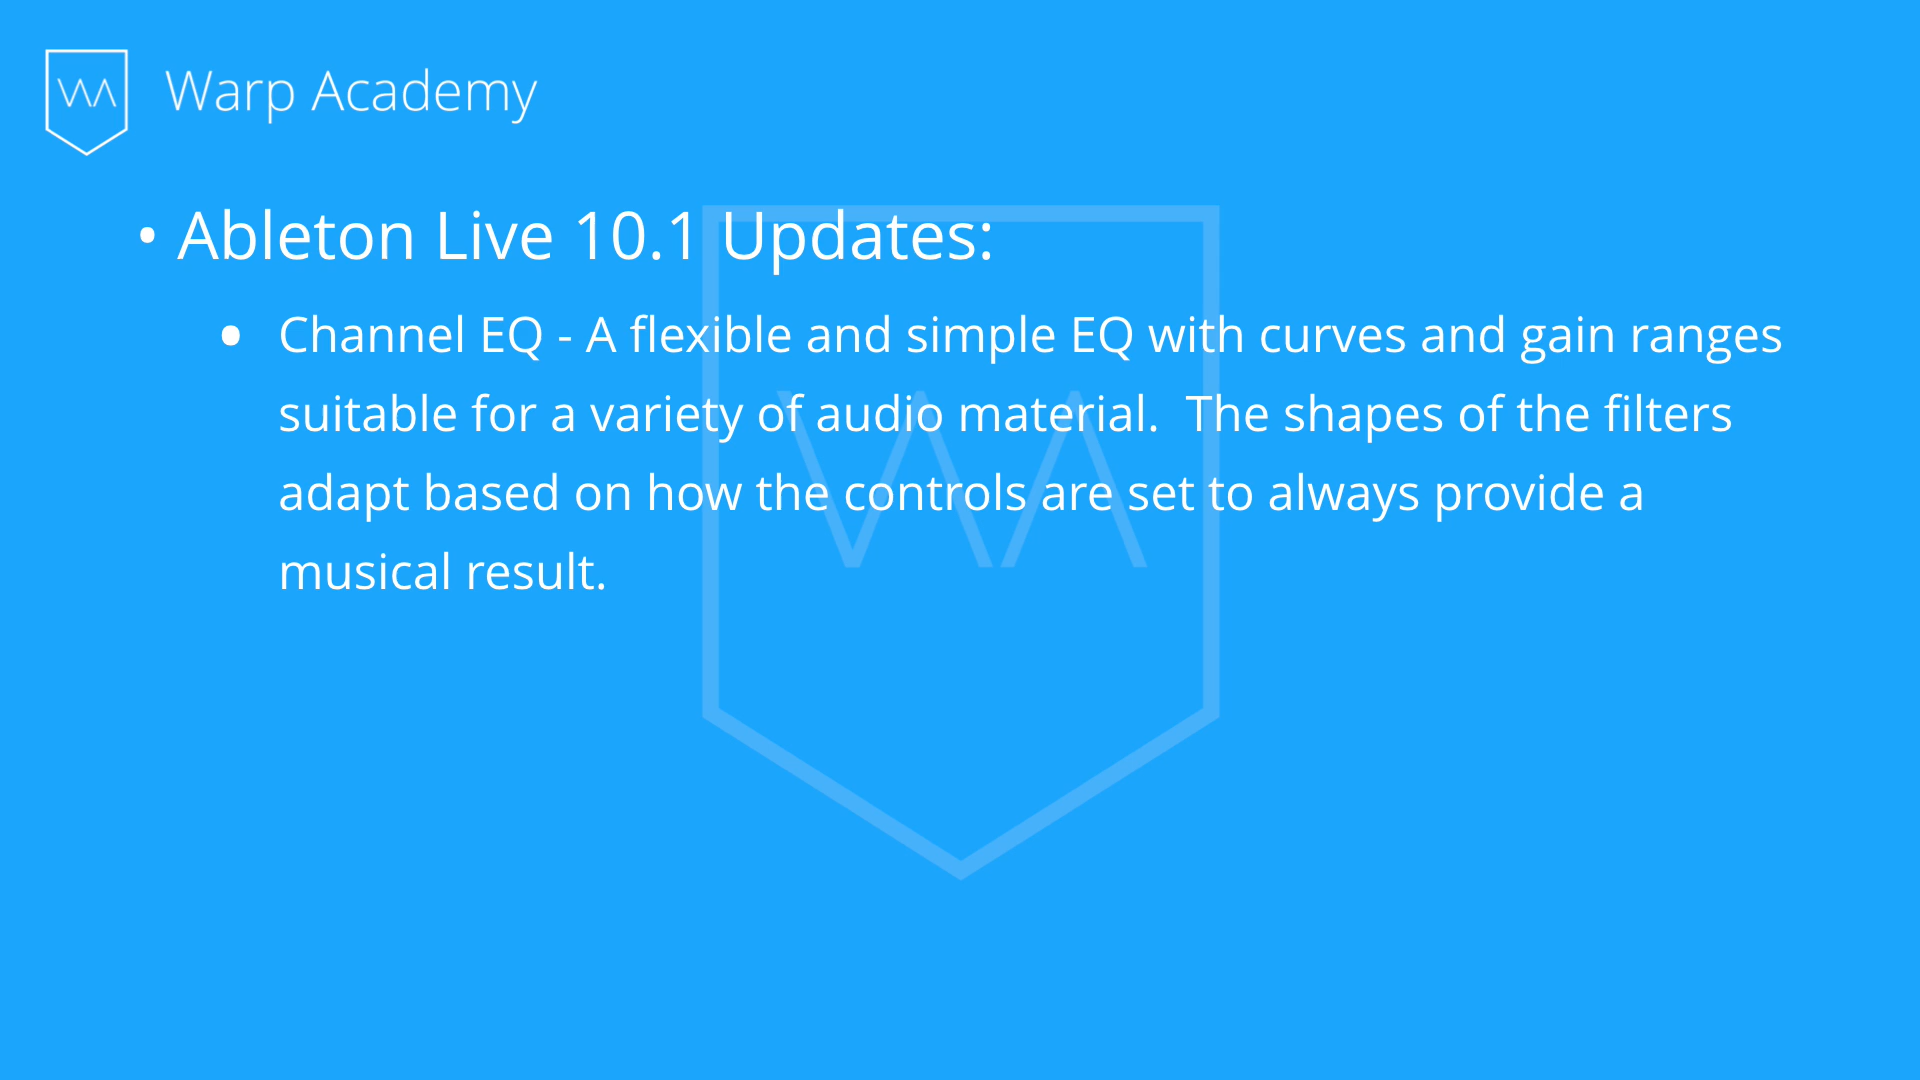 Warp Academy
• Ableton Live 10.1 Updates:
• Channel EQ - A flexible and simple EQ with curves and gain ranges
suitable for a variety of audio material.  The shapes of the filters
adapt based on how the controls are set to always provide a
musical result.